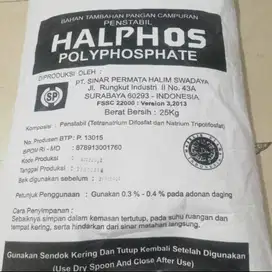 BAHAN TAMBAHAN PANGAN CAMPURAN
PENSTABIL
HALPHOS
POLYPHOSPHATE
DIPRODUKSI OLEH :
SP
PT. SINAR PERMATA HALIM SWADAYA
JL. Rungkut Industri II No. 43A
SURABAYA 60293 - INDONESIA
FSSC 22000 : Version 3,2013
Berat Bersih : 25Kg
Komposisi : Penstabil (Tetranatrium Difosfat dan Natrium Tripolifosfat)
No. Produsen BTP: P. 13015
BPOM RI - MD : 878913001760
Kode Produksi :
Tanggal Produksi :
Baik digunakan sebelum :
Petunjuk Penggunaan : Gunakan 0.3 % - 0.4 % pada adonan daging
Cara Penyimpanan :
Sebaiknya simpan dalam kemasan tertutup, pada suhu ruangan dan
tempat kering, serta hindarkan dari sinar matahari langsung.
Gunakan Sendok Kering Dan Tutup Kembali Setelah Digunakan
(Use Dry Spoon And Close After Use)